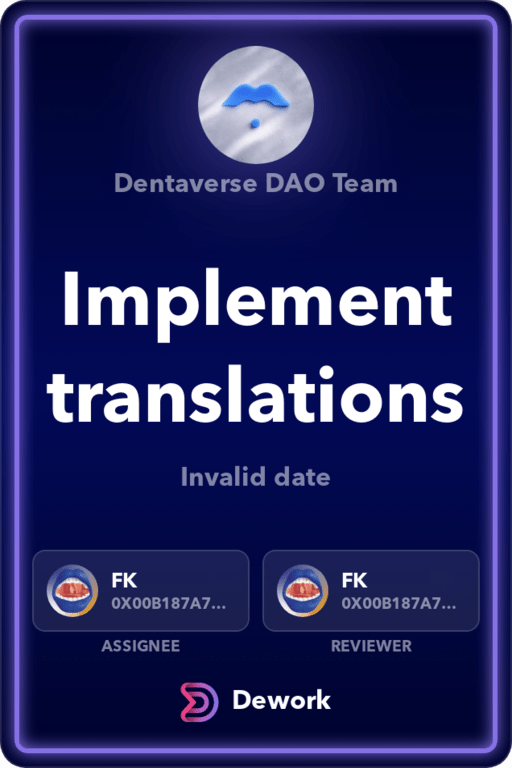 Dentaverse DAO Team
Implement
translations
Invalid date
FK
0X00B187A7...
ASSIGNEE
FK
0X00B187A7...
REVIEWER
Dework